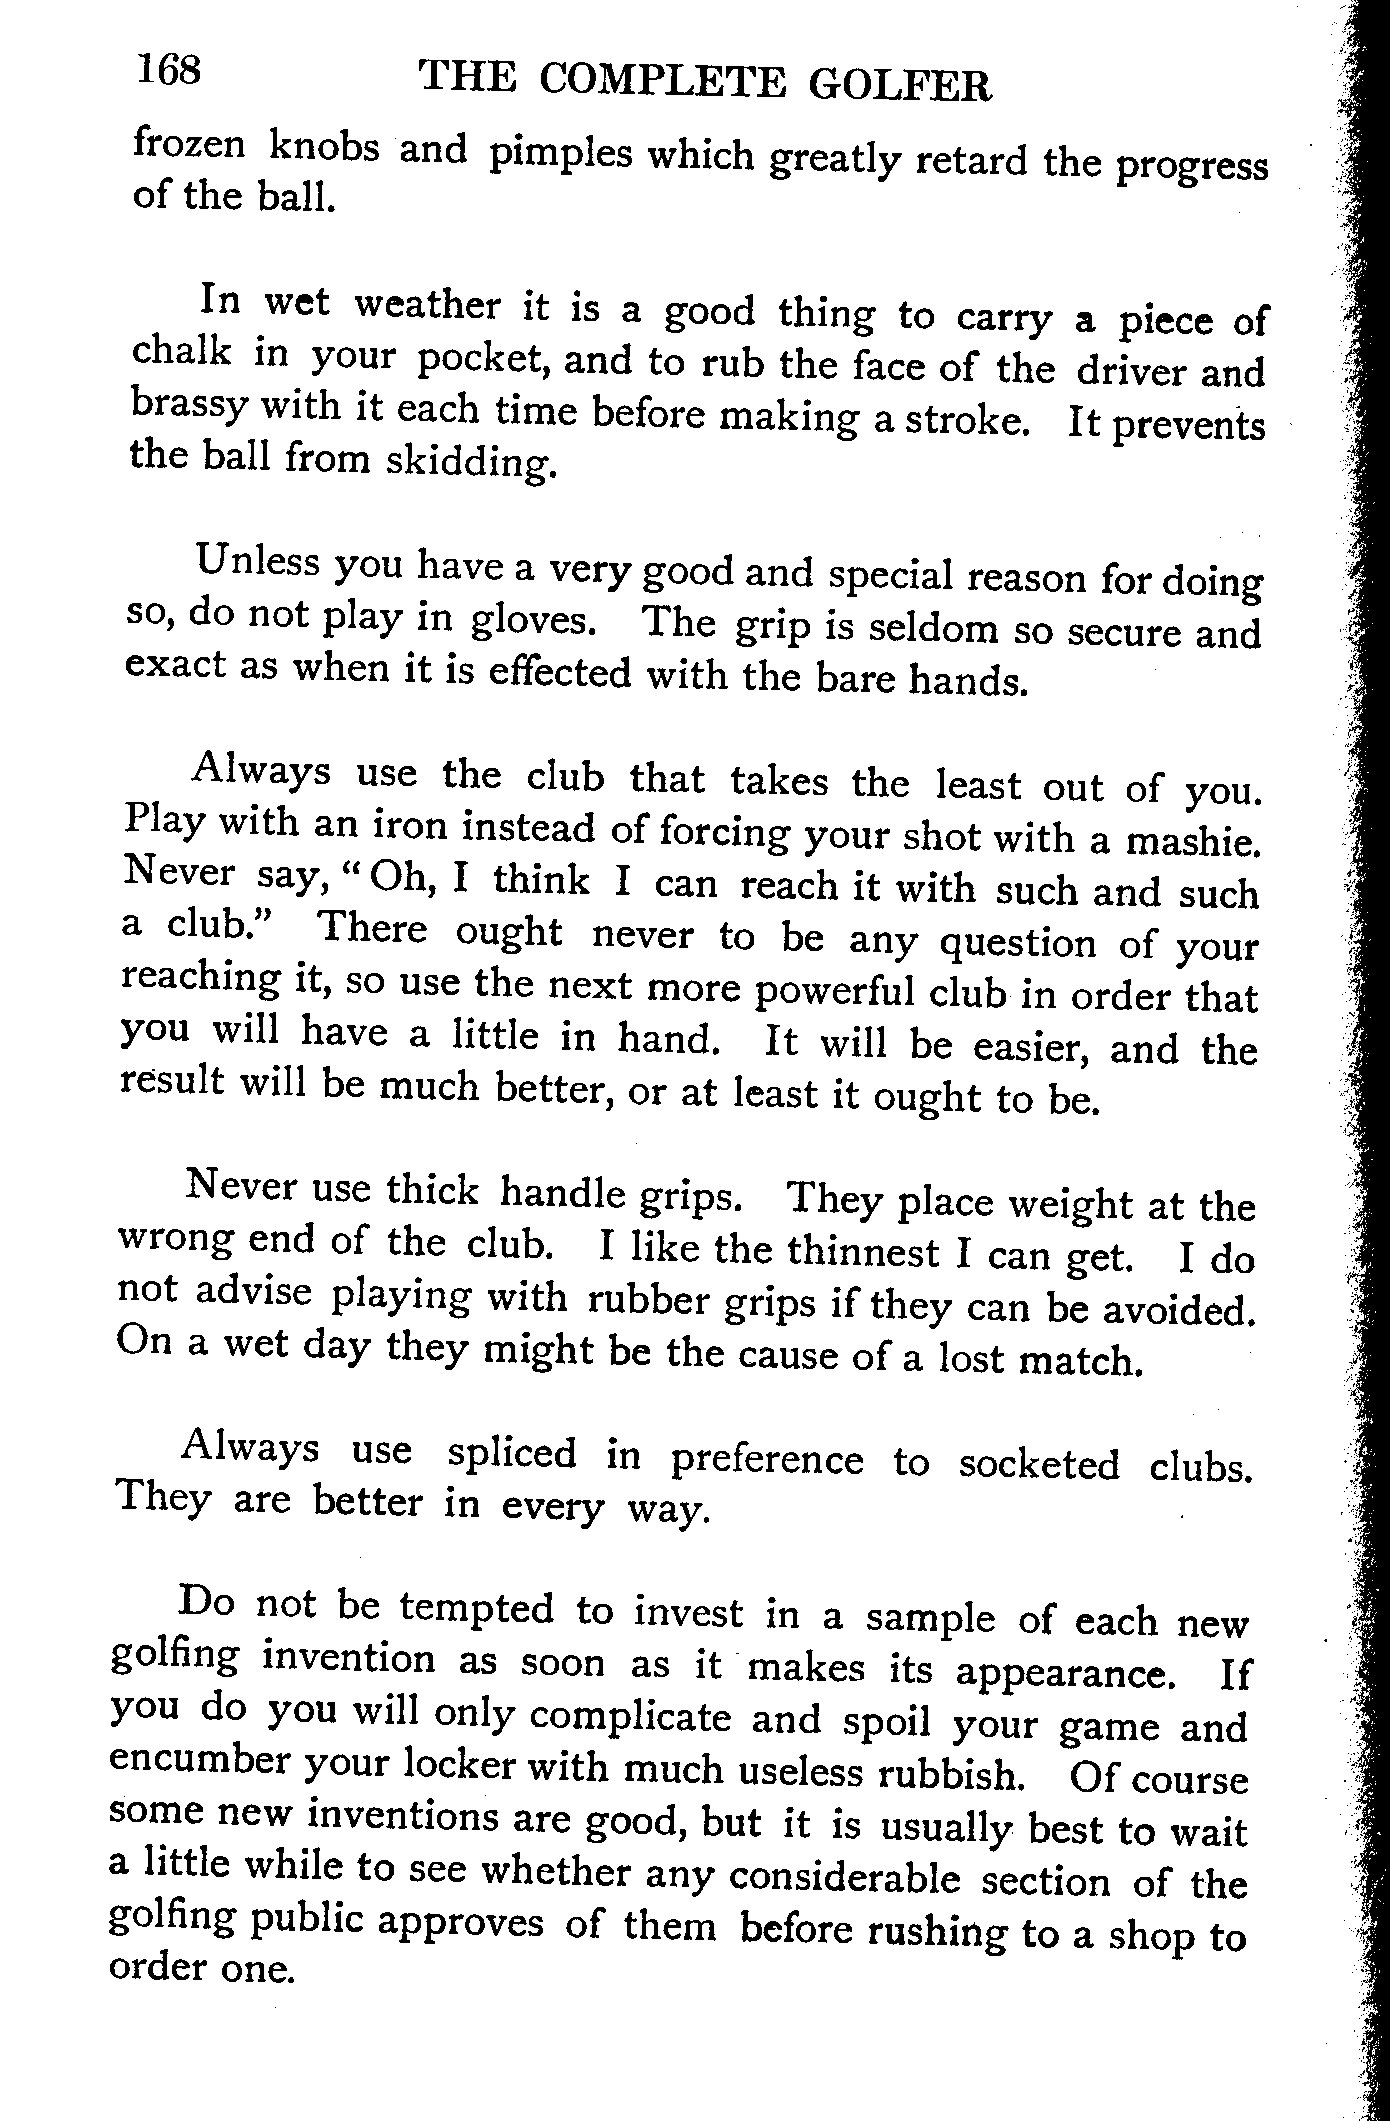 168 THE COMPLETE GOLFER
frozen knobs and pimples which greatly retard the progress
of the ball.
In wet weather it is a good thing to carry a piece of
chalk in your pocket, and to rub the face of the driver and
brassy with it each time before making a stroke. It prevents
the ball from skidding.
Unless you have a very good and special reason for doing
so, do not play in gloves. The grip is seldom so secure and
exact as when it is effected with the bare hands.
Always use the club that takes the least out of you.
Play with an iron instead of forcing your shot with a mashie.
Never say, “Oh, I think I can reach it with such and such
a club.” There ought never to be any question of your
reaching it, so use the next more powerful club in order that
you will have a little in hand. It will be easier, and the
result will be much better, or at least it ought to be.
Never use thick handle grips. They place weight at the
wrong end of the club. I like the thinnest I can get. I do
not advise playing with rubber grips if they can be avoided.
On a wet day they might be the cause of a lost match.
Always use spliced in preference to socketed clubs.
They are better in every way.
Do not be tempted to invest in a sample of each new
golfing invention as soon as it makes its appearance. If
you do you will only complicate and spoil your game and
encumber your locker with much useless rubbish. Of course
some new inventions are good, but it is usually best to wait
a little while to see whether any considerable section of the
golfing public approves of them before rushing to a shop to
order one.